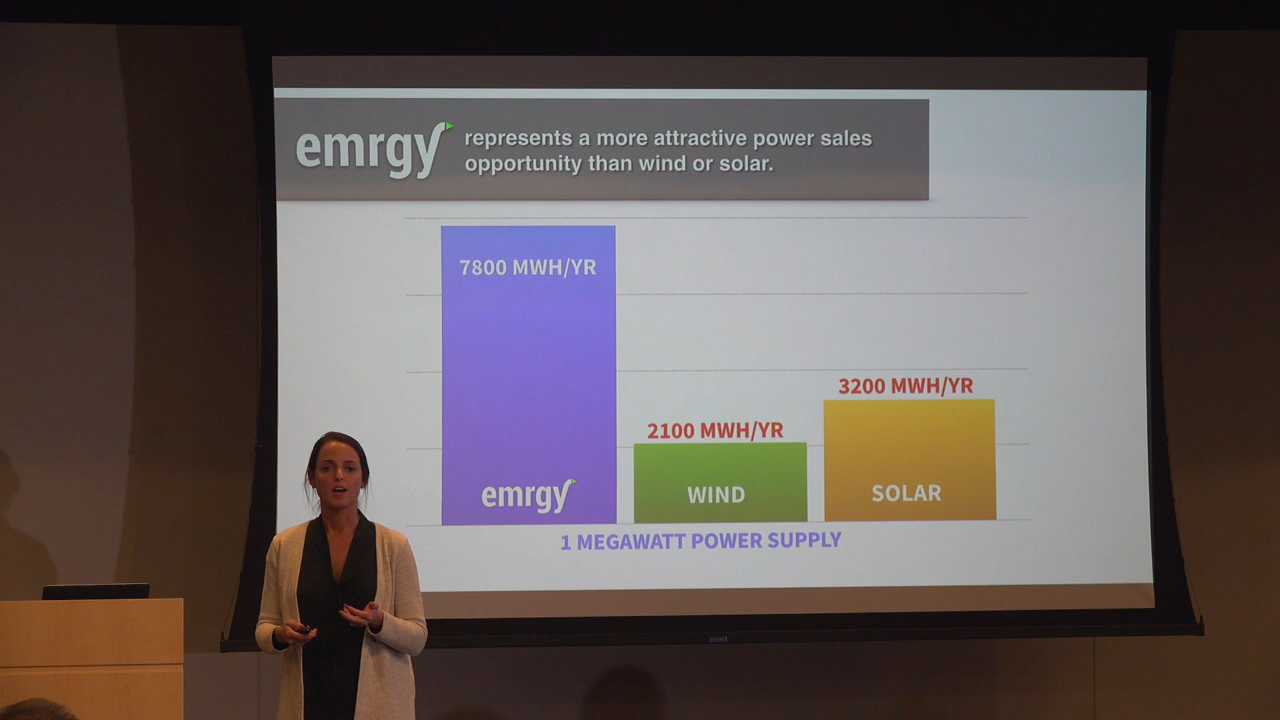 emrgy represents a more attractive power sales
opportunity than wind or solar.
7800 MWH/YR
2100 MWH/YR
3200 MWH/YR
emrgy
WIND
SOLAR
1 MEGAWATT POWER SUPPLY